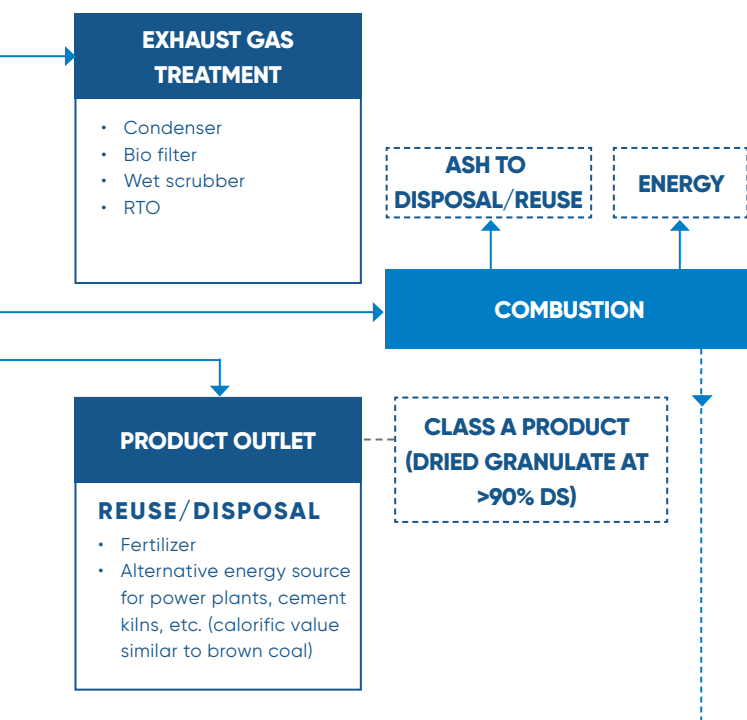 EXHAUST GAS
TREATMENT
• Condenser
• Bio filter
• Wet scrubber
• RTO
ASH TO
DISPOSAL/REUSE
ENERGY
COMBUSTION
PRODUCT OUTLET
REUSE/DISPOSAL
• Fertilizer
• Alternative energy source
for power plants, cement
kilns, etc. (calorific value
similar to brown coal)
CLASS A PRODUCT
(DRIED GRANULATE AT
>90% DS)